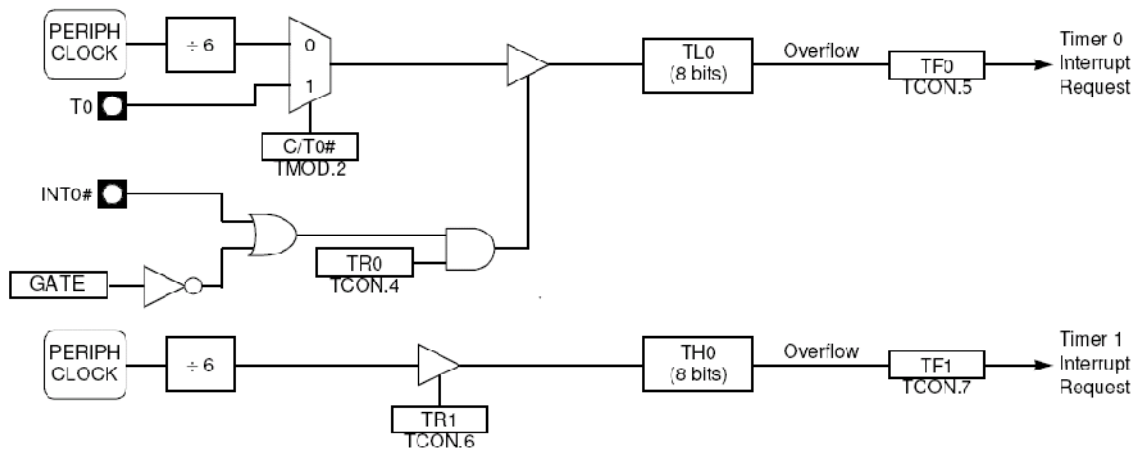 PERIPH
CLOCK
÷ 6
0
1
T0
C/T0#
TMOD.2
TL0
(8 bits)
Overflow
TF0
TCON.5
Timer 0
Interrupt
Request
INT0#
GATE
TR0
TCON.4
PERIPH
CLOCK
÷ 6
TR1
TCON.6
TH0
(8 bits)
Overflow
TF1
TCON.7
Timer 1
Interrupt
Request